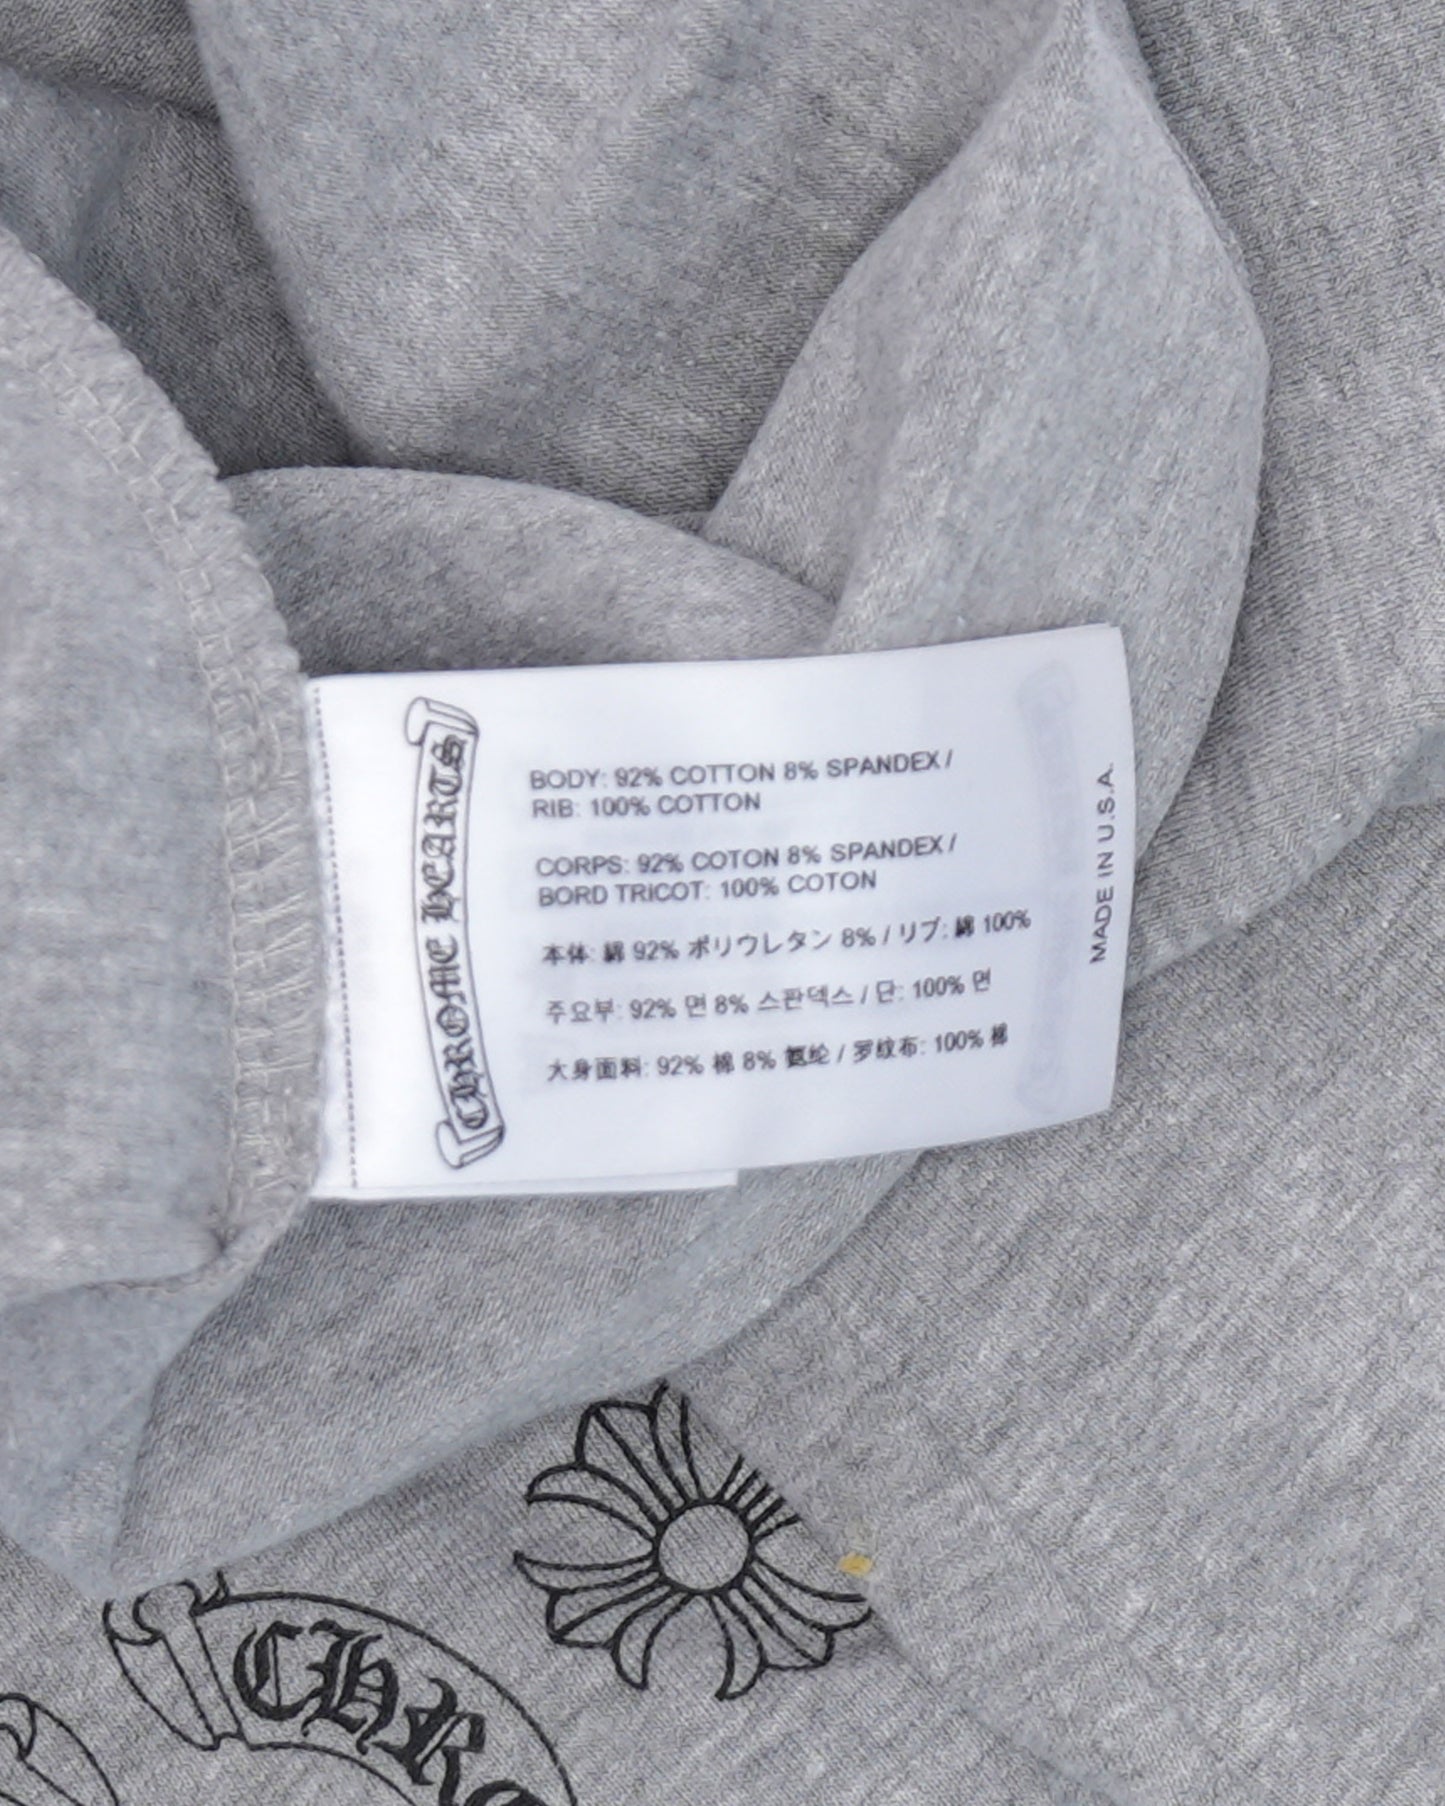 CHROME HEARTS
BODY: 92% COTTON 8% SPANDEX /
RIB: 100% COTTON
CORPS: 92% COTON 8% SPANDEX /
BORD TRICOT: 100% COTON
本体: 綿 92% ポリウレタン 8% / リブ: 綿 100%
주요부: 92% 면 8% 스판덱스 / 단: 100% 면
大身面料: 92% 棉 8% 氨纶 / 罗纹布: 100% 棉
MADE IN U.S.A.
CHRO